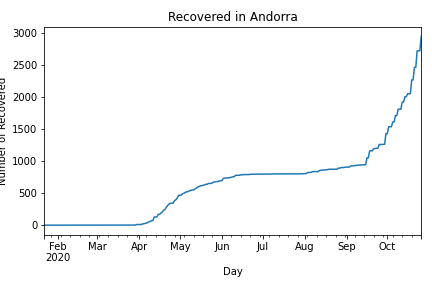 Recovered in Andorra
Number of Recovered
3000
2500
2000
1500
1000
500
0
Feb Mar Apr May Jun Jul Aug Sep Oct
2020
Day